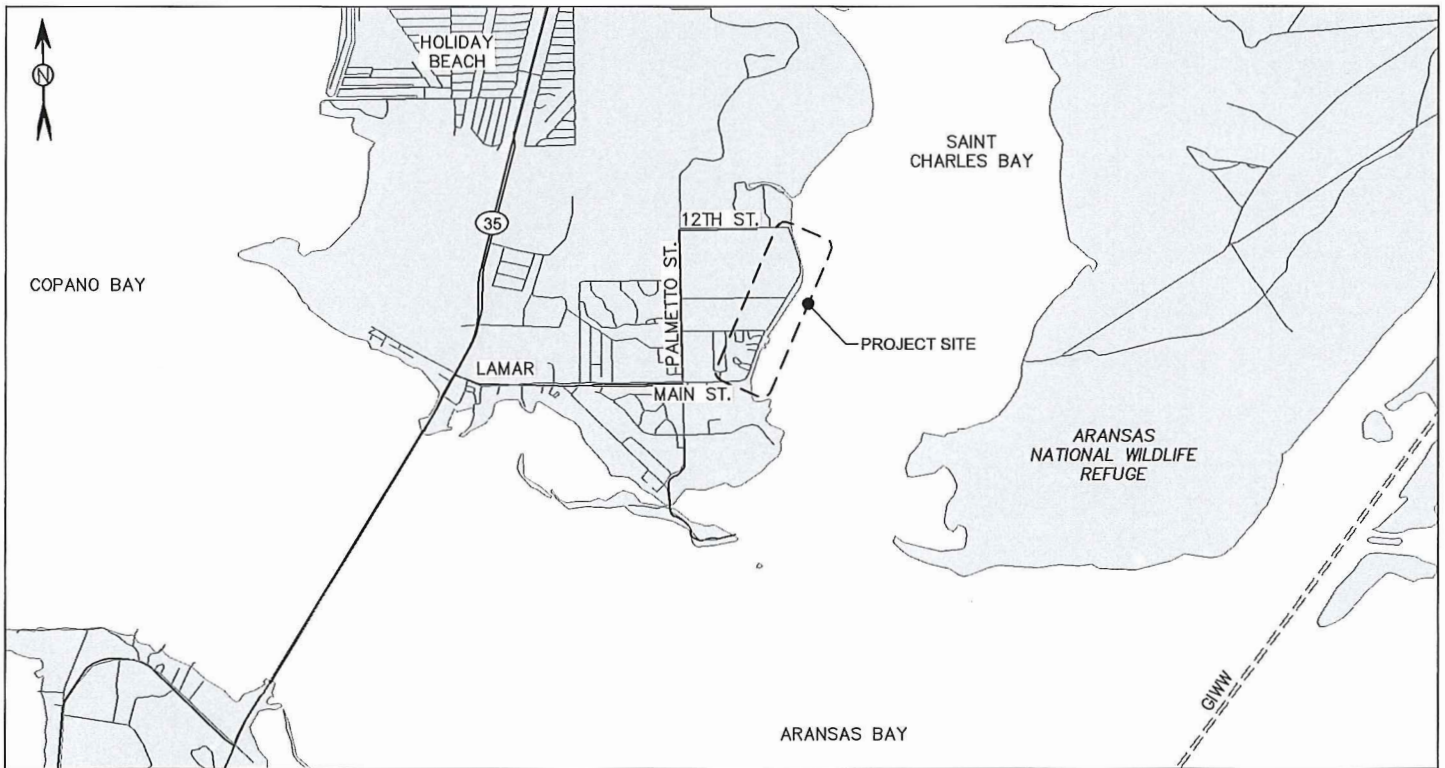 N
HOLIDAY
BEACH
SAINT
CHARLES BAY
12TH ST.
35
PALMETTO ST.
COPANO BAY
PROJECT SITE
LAMAR
MAIN ST.
ARANSAS
NATIONAL WILDLIFE
REFUGE
GIWW
ARANSAS BAY